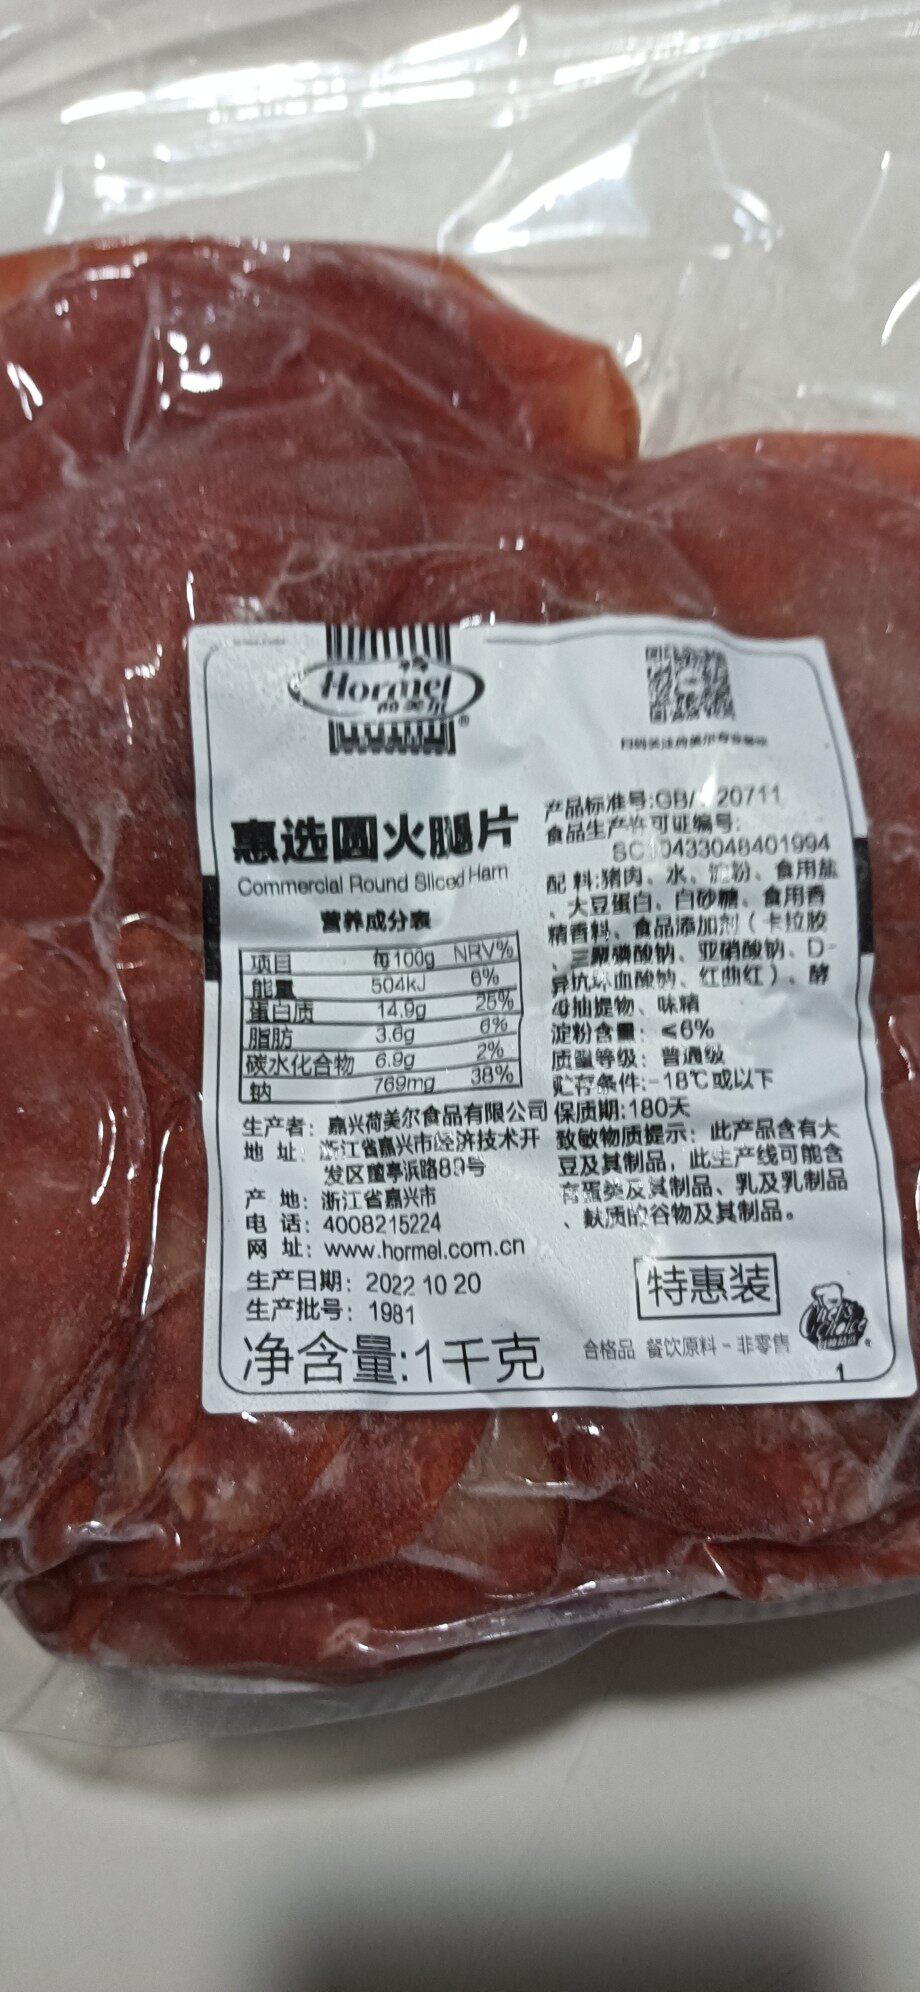 Hormel
荷美尔
®
惠选圆火腿片
Commercial Round Sliced Ham
营养成分表
项目 每100g NRV%
能量 504kJ 6%
蛋白质 14.9g 25%
脂肪 3.6g 6%
碳水化合物 6.9g 2%
钠 769mg 38%
生产者：嘉兴荷美尔食品有限公司
地 址：浙江省嘉兴市经济技术开
发区董亭浜路89号
产 地：浙江省嘉兴市
电 话：4008215224
网 址：www.hormel.com.cn
生产日期：2022 10 20
生产批号：1981
净含量:1千克
产品标准号:GB/ 20711
食品生产许可证编号:
SC 0433048401994
配 料:猪肉、水、淀粉、食用盐
、大豆蛋白、白砂糖、食用香
精香料、食品添加剂（卡拉胶
、三聚磷酸钠、亚硝酸钠、D-
异抗坏血酸钠、红曲红）、酵
母抽提物、味精
淀粉含量：≤6%
质量等级：普通级
贮存条件:-18℃或以下
保质期:180天
致敏物质提示：此产品含有大
豆及其制品，此生产线可能含
有蛋类及其制品、乳及乳制品
、麸质的谷物及其制品。
特惠装
合格品 餐饮原料-非零售
1